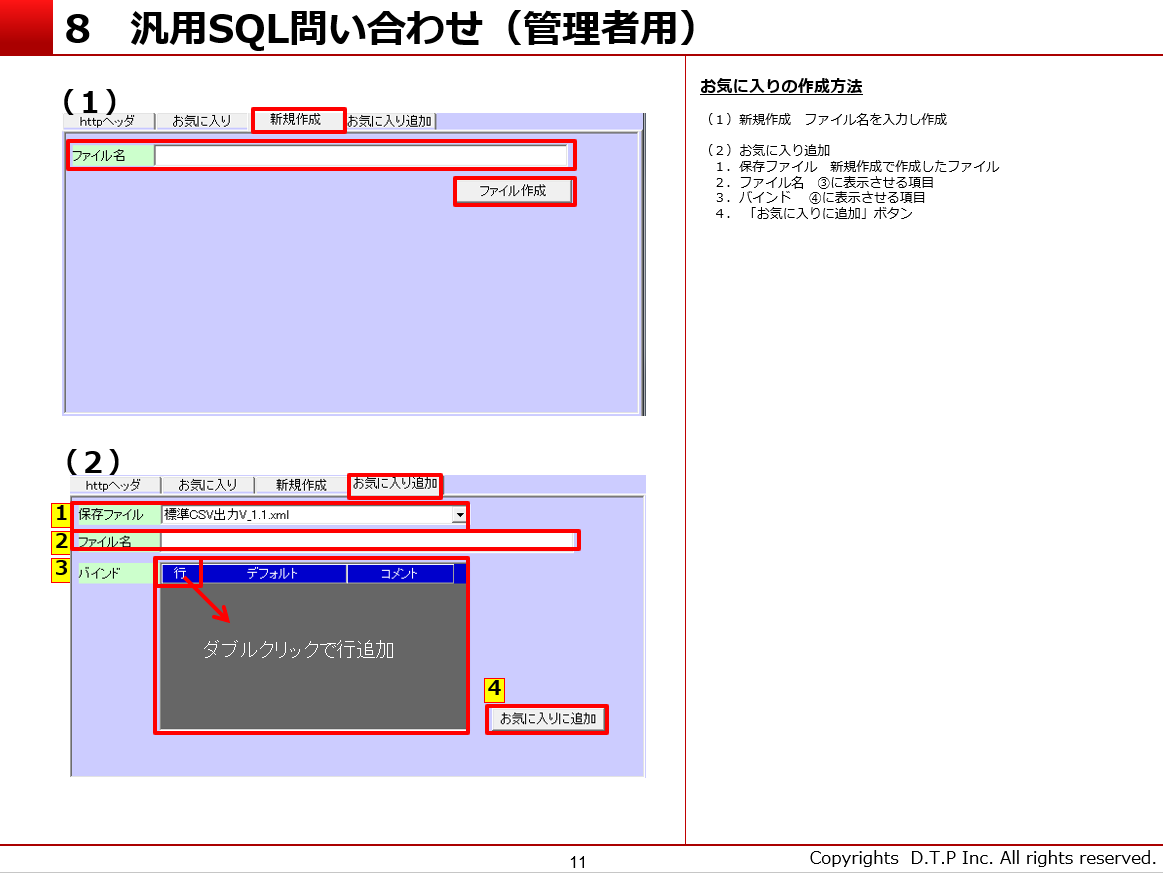 8　汎用SQL問い合わせ（管理者用）
（１）
httpヘッダ　お気に入り　新規作成　お気に入り追加
ファイル名
ファイル作成
（２）
httpヘッダ　お気に入り　新規作成　お気に入り追加
1　保存ファイル　標準CSV出力V_1.1.xml
2　ファイル名
3　バインド　行　デフォルト　コメント
ダブルクリックで行追加
4
お気に入りに追加
お気に入りの作成方法
（１）新規作成　ファイル名を入力し作成
（２）お気に入り追加
１．保存ファイル　新規作成で作成したファイル
２．ファイル名　③に表示させる項目
３．バインド　④に表示させる項目
４．「お気に入りに追加」ボタン
11
Copyrights D.T.P Inc. All rights reserved.